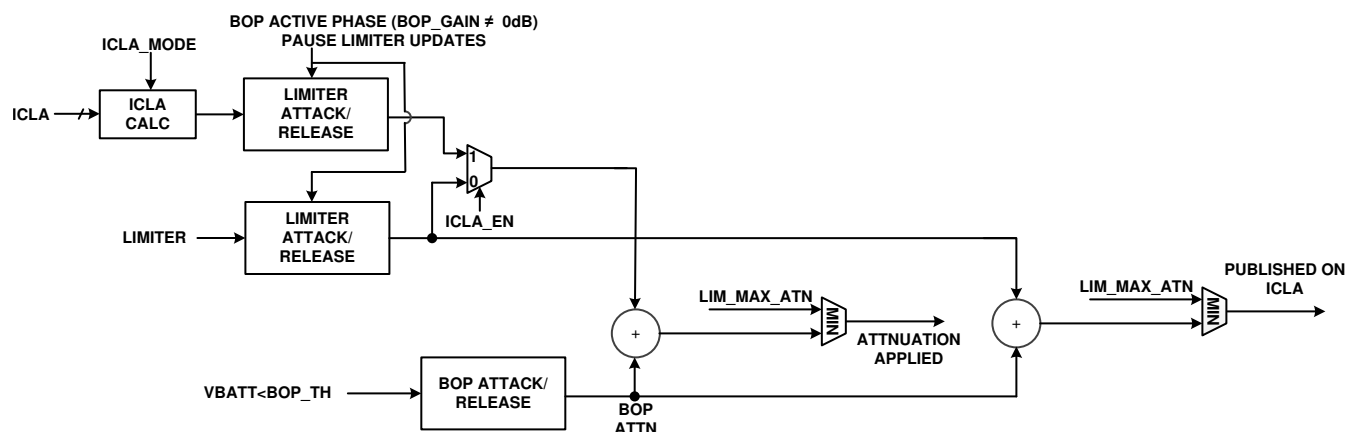 BOP ACTIVE PHASE (BOP_GAIN ≠ 0dB)
PAUSE LIMITER UPDATES
ICLA_MODE
ICLA
ICLA
CALC
LIMITER
ATTACK/
RELEASE
1
0
ICLA_EN
LIMITER
LIMITER
ATTACK/
RELEASE
LIM_MAX_ATN
MIN
+
ATTNUATION
APPLIED
LIM_MAX_ATN
MIN
+
PUBLISHED ON
ICLA
VBATT<BOP_TH
BOP ATTACK/
RELEASE
BOP
ATTN